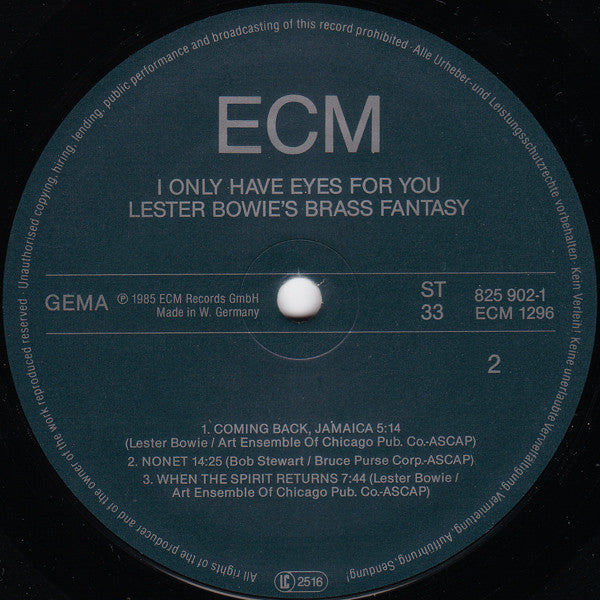 ECM
I ONLY HAVE EYES FOR YOU
LESTER BOWIE'S BRASS FANTASY
GEMA
℗ 1985 ECM Records GmbH
Made in W. Germany
ST
33
825 902-1
ECM 1296
2
1. COMING BACK, JAMAICA 5:14
(Lester Bowie / Art Ensemble Of Chicago Pub. Co.-ASCAP)
2. NONET 14:25 (Bob Stewart / Bruce Purse Corp.-ASCAP)
3. WHEN THE SPIRIT RETURNS 7:44 (Lester Bowie /
Art Ensemble Of Chicago Pub. Co.-ASCAP)
All rights of the producer and of the owner of the work reproduced reserved · Unauthorised copying, hiring, lending, public performance and broadcasting of this record prohibited · Alle Urheber-und Leistungsschutzrechte vorbehalten · Kein Verleih! Keine unerlaubte Vervielfältigung, Vermietung, Aufführung, Sendung!
LC 2516